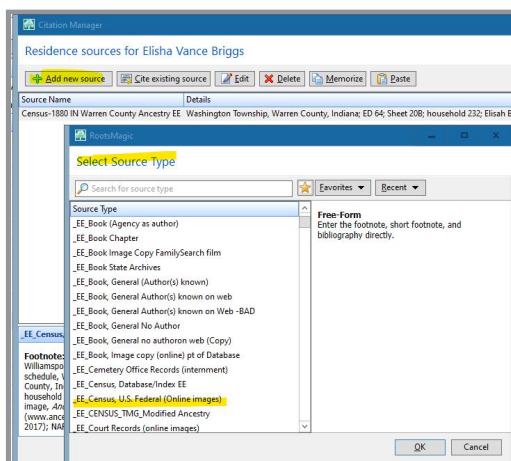 Citation Manager
Residence sources for Elisha Vance Briggs
Add new source Cite existing source Edit Delete Memorize Paste
Source Name Details
Census-1880 IN Warren County Ancestry EE Washington Township, Warren County, Indiana; ED 64; Sheet 20B; household 232; Elisah B
RootsMagic
Select Source Type
Search for source type Favorites Recent
Source Type
_EE_Book (Agency as author)
_EE_Book Chapter
_EE_Book Image Copy FamilySearch film
_EE_Book State Archives
_EE_Book, General (Author(s) known)
_EE_Book, General Author(s) known on web
_EE_Book, General Author(s) known on Web -BAD
_EE_Book, General No Author
_EE_Book, General no authoron web (Copy)
_EE_Book, Image copy (online) pt of Database
_EE_Cemetery Office Records (internment)
_EE_Census, Database/Index EE
_EE_Census, U.S. Federal (Online images)
_EE_CENSUS_TMG_Modified Ancestry
_EE_Court Records (online images)
Free-Form
Enter the footnote, short footnote, and
bibliography directly.
_EE_Census,
Footnote:
Williamspo
schedule,
County, In
household
image, An
(www.ance
2017); NA
OK Cancel